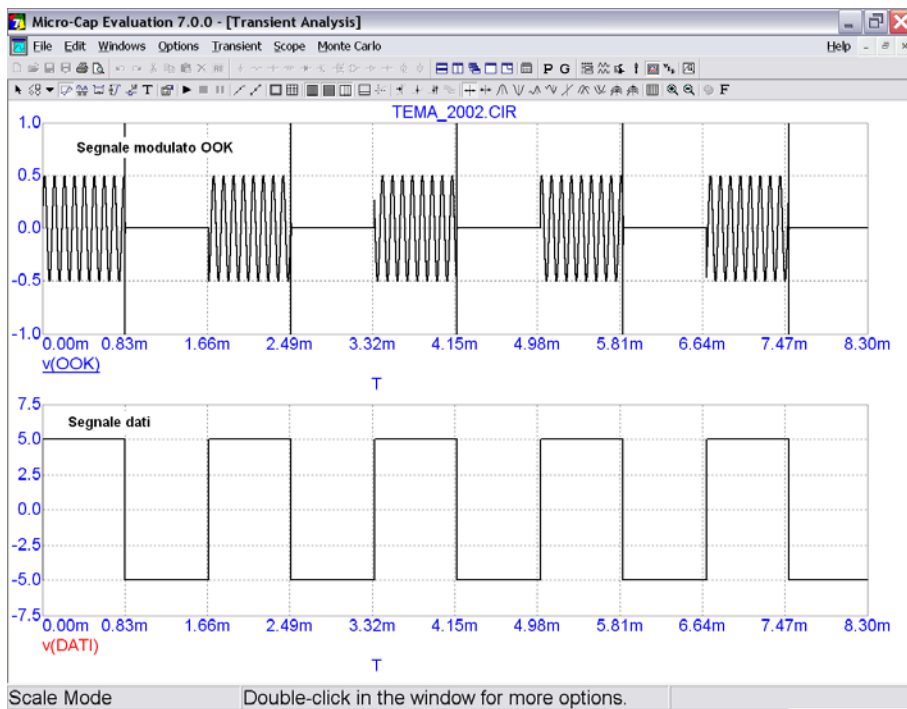 Micro-Cap Evaluation 7.0.0 - [Transient Analysis]
File Edit Windows Options Transient Scope Monte Carlo Help
P G
T F
TEMA_2002.CIR
1.0
Segnale modulato OOK
0.5
0.0
-0.5
-1.0
0.00m 0.83m 1.66m 2.49m 3.32m 4.15m 4.98m 5.81m 6.64m 7.47m 8.30m
v(OOK)
T
7.5
Segnale dati
5.0
2.5
0.0
-2.5
-5.0
-7.5
0.00m 0.83m 1.66m 2.49m 3.32m 4.15m 4.98m 5.81m 6.64m 7.47m 8.30m
v(DATI)
T
Scale Mode Double-click in the window for more options.